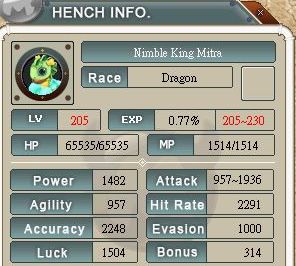 HENCH INFO.
Nimble King Mitra
Race Dragon
LV 205 EXP 0.77% 205~230
HP 65535/65535 MP 1514/1514
Power 1482 Attack 957~1936
Agility 957 Hit Rate 2291
Accuracy 2248 Evasion 1000
Luck 1504 Bonus 314